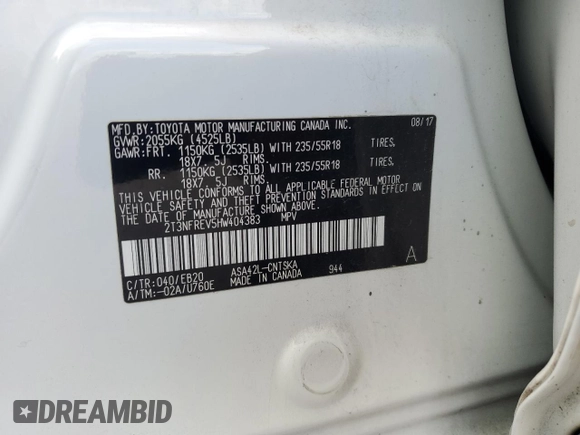 MFD.BY:TOYOTA MOTOR MANUFACTURING CANADA INC. 08/17
GVWR:2055KG (4525LB)
GAWR:FRT. 1150KG (2535LB) WITH 235/55R18 TIRES,
18X7. 5J RIMS.
RR. 1150KG (2535LB) WITH 235/55R18 TIRES,
18X7. 5J RIMS.
THIS VEHICLE CONFORMS TO ALL APPLICABLE FEDERAL MOTOR
VEHICLE SAFETY AND THEFT PREVENTION STANDARDS IN EFFECT ON
THE DATE OF MANUFACTURE SHOWN ABOVE.
2T3NFREV5HW404383 MPV
C/TR:040/EB20 ASA42L-CNTSKA 944 A
A/TM:-02A/U760E MADE IN CANADA
DREAMBID